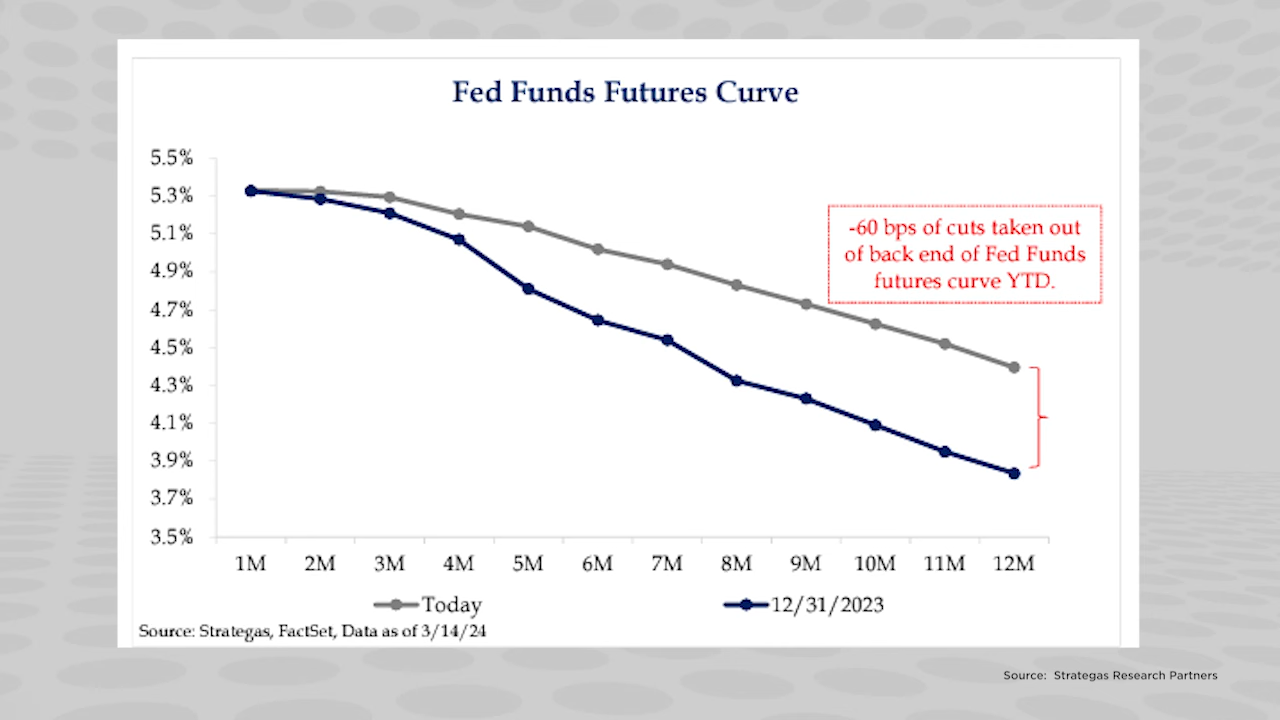 Fed Funds Futures Curve
5.5%
5.3%
5.1%
4.9%
4.7%
4.5%
4.3%
4.1%
3.9%
3.7%
3.5%
-60 bps of cuts taken out
of back end of Fed Funds
futures curve YTD.
1M 2M 3M 4M 5M 6M 7M 8M 9M 10M 11M 12M
Today 12/31/2023
Source: Strategas, FactSet, Data as of 3/14/24
Source: Strategas Research Partners